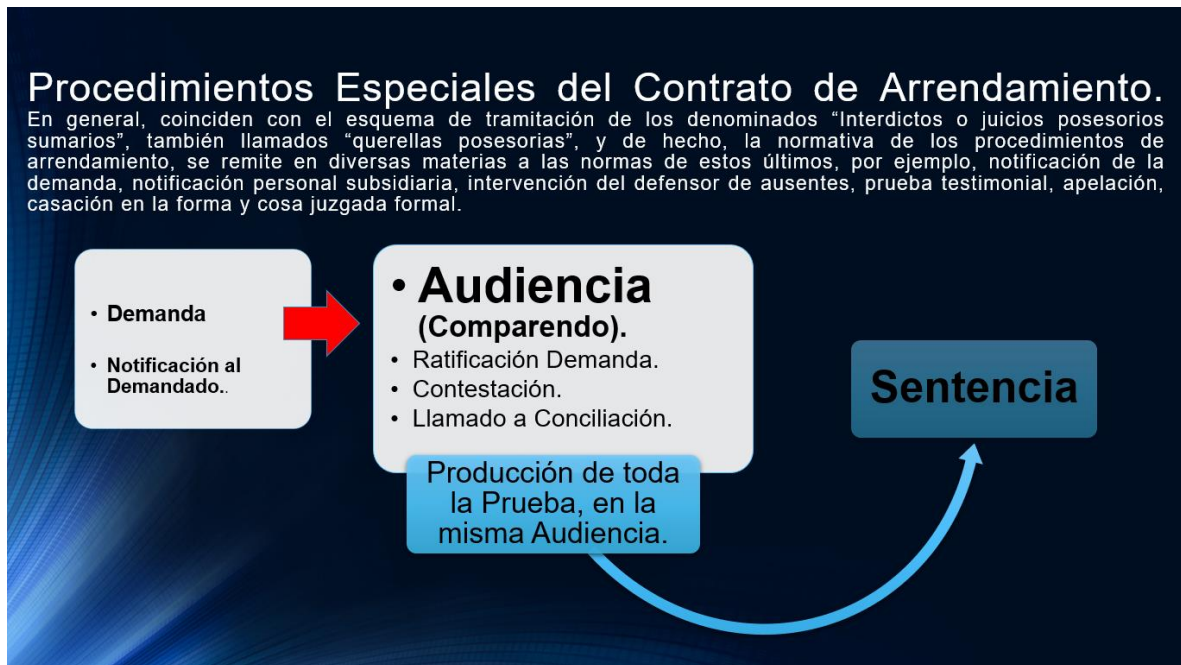 Procedimientos Especiales del Contrato de Arrendamiento.
En general, coinciden con el esquema de tramitación de los denominados “Interdictos o juicios posesorios
sumarios”, también llamados “querellas posesorias”, y de hecho, la normativa de los procedimientos de
arrendamiento, se remite en diversas materias a las normas de estos últimos, por ejemplo, notificación de la
demanda, notificación personal subsidiaria, intervención del defensor de ausentes, prueba testimonial, apelación,
casación en la forma y cosa juzgada formal.
• Demanda
• Notificación al
Demandado..
• Audiencia
(Comparendo).
• Ratificación Demanda.
• Contestación.
• Llamado a Conciliación.
Producción de toda
la Prueba, en la
misma Audiencia.
Sentencia